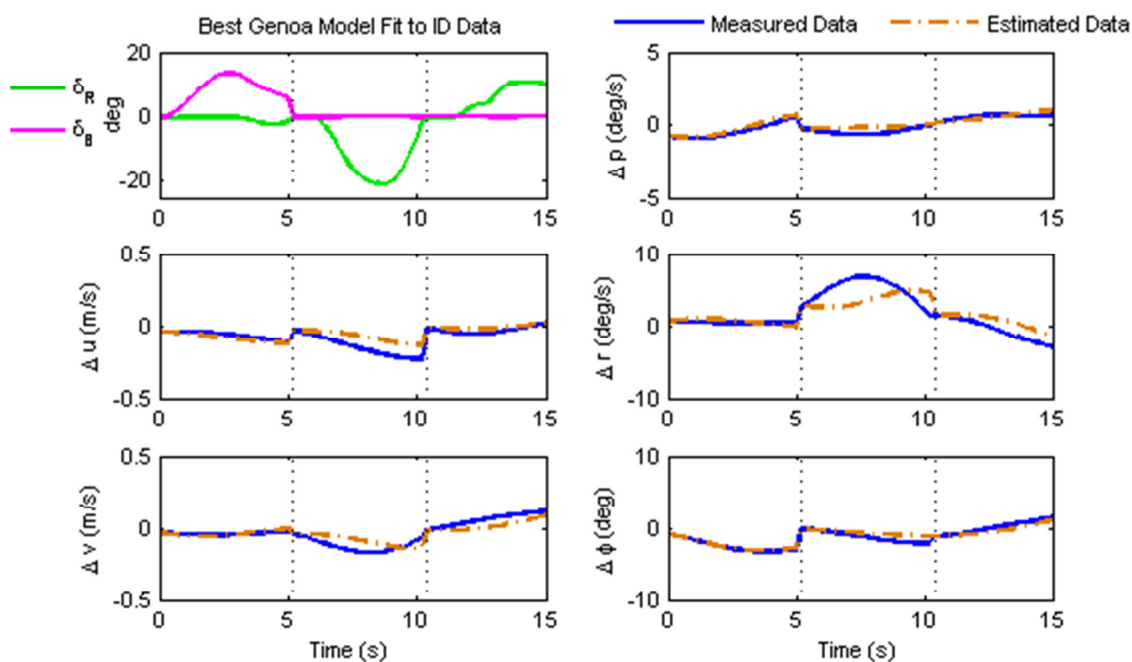 Best Genoa Model Fit to ID Data
Measured Data
Estimated Data
δR
δθ
deg
20
0
-20
0 5 10 15
Δ p (deg/s)
5
0
-5
0 5 10 15
Δ u (m/s)
0.5
0
-0.5
0 5 10 15
Δ r (deg/s)
10
0
-10
0 5 10 15
Δ v (m/s)
0.5
0
-0.5
0 5 10 15
Time (s)
Δ ϕ (deg)
10
0
-10
0 5 10 15
Time (s)